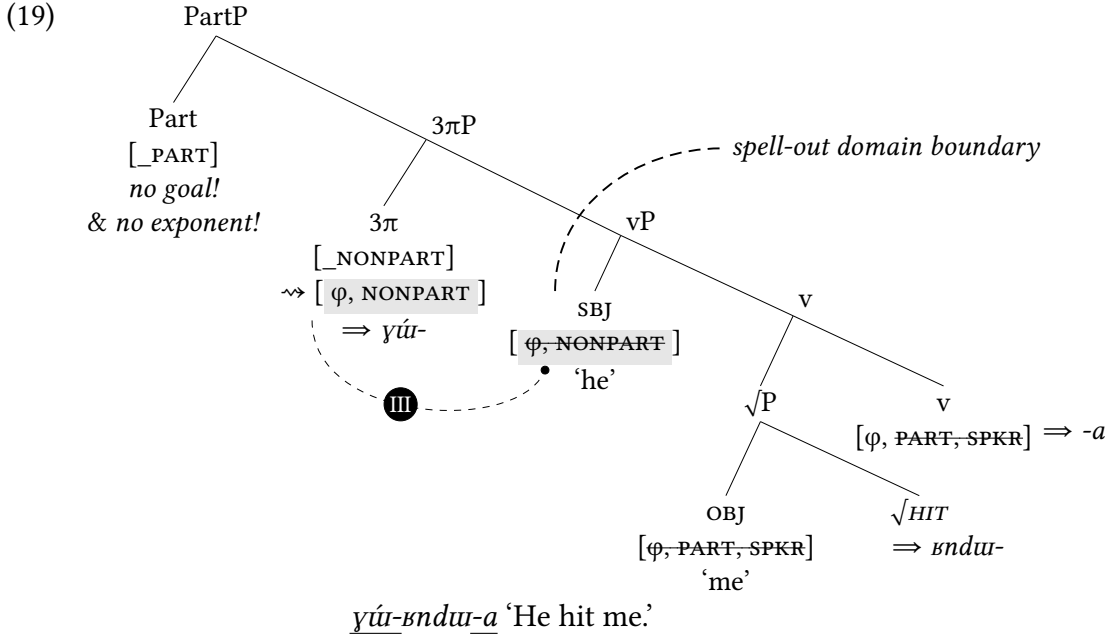 (19)
PartP
Part
[_PART]
no goal!
& no exponent!
3πP
3π
[_NONPART]
⇝ [ φ, NONPART ]
⟹ ɣɯ́-
spell-out domain boundary
vP
SBJ
[ φ, NONPART ]
‘he’
III
v
√P
v
[φ, PART, SPKR] ⟹ -a
OBJ
[φ, PART, SPKR]
‘me’
√HIT
⟹ ʁndɯ-
ɣɯ́-ʁndɯ-a ‘He hit me.’